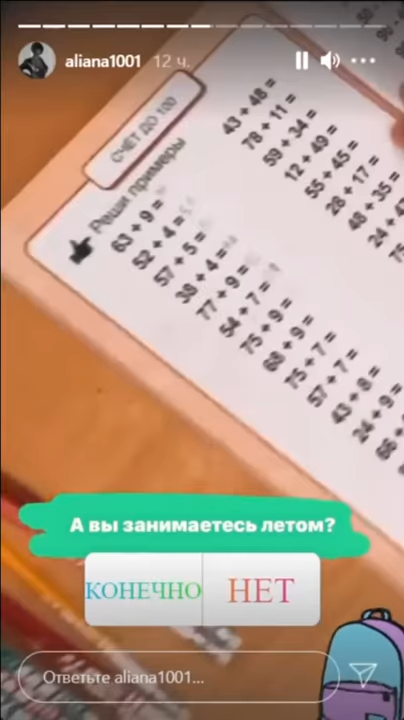 aliana1001 12 ч.
СЧЕТ ДО 100
Реши примеры
63 + 9 =
52 + 4 =
57 + 5 =
38 + 4 =
77 + 9 =
54 + 7 =
75 + 9 =
68 + 9 =
75 + 7 =
57 + 7 =
43 + 8 =
24 + 9 =
43 + 48 =
78 + 11 =
59 + 34 =
12 + 49 =
55 + 45 =
28 + 17 =
48 + 35 =
А вы занимаетесь летом?
КОНЕЧНО НЕТ
Ответьте aliana1001...